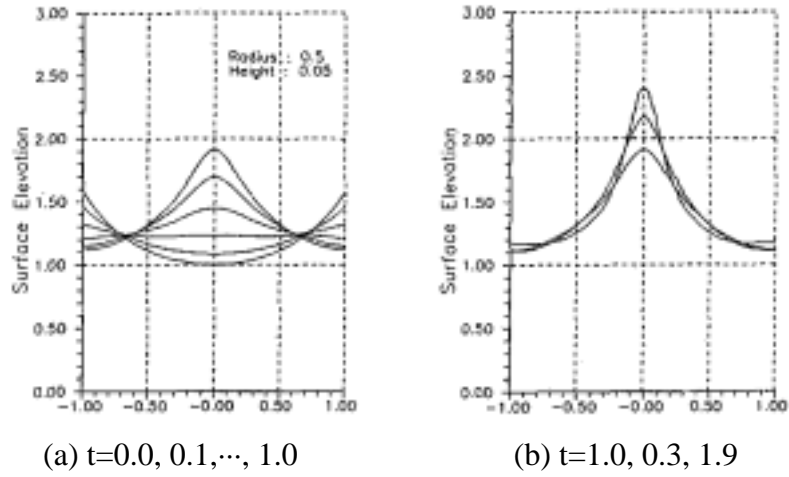 3.00
2.50
2.00
1.50
1.00
0.50
0.00
Surface Elevation
Radius : 0.5
Height : 0.05
-1.00 -0.50 -0.00 0.50 1.00
(a) t=0.0, 0.1,···, 1.0
3.00
2.50
2.00
1.50
1.00
0.50
0.00
Surface Elevation
-1.00 -0.50 -0.00 0.50 1.00
(b) t=1.0, 0.3, 1.9